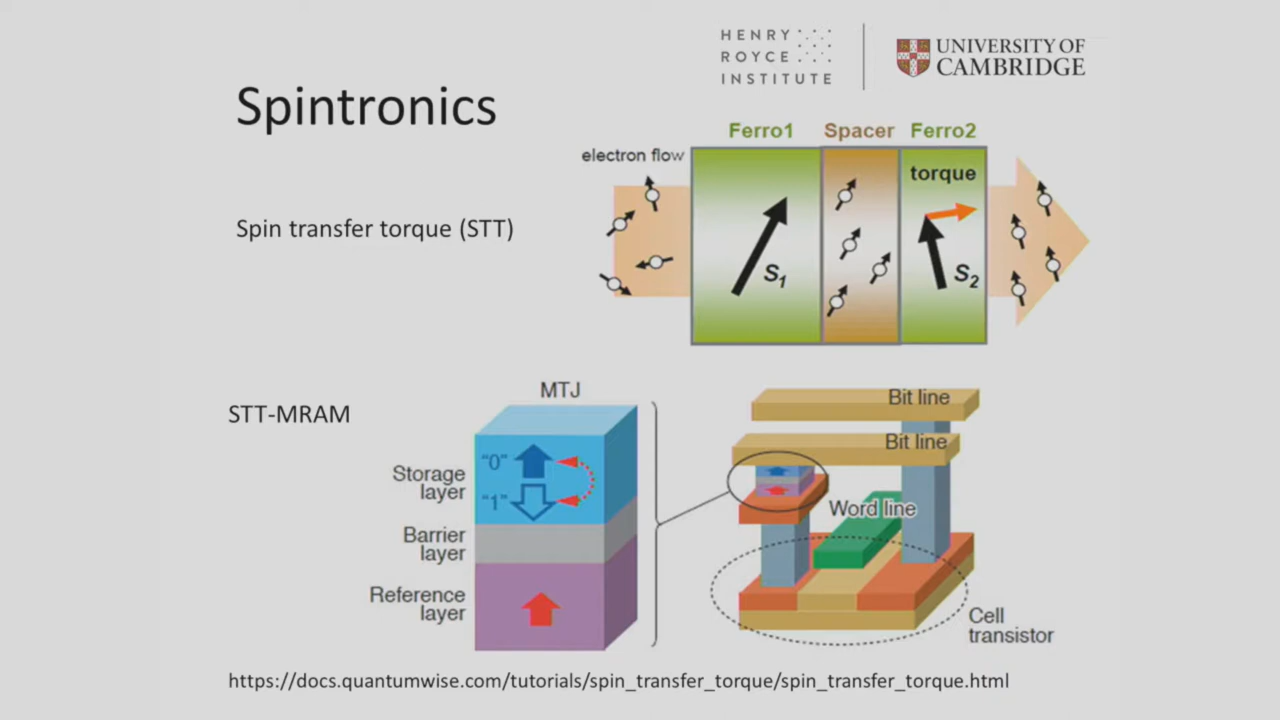 HENRY
ROYCE
INSTITUTE
UNIVERSITY OF
CAMBRIDGE
Spintronics
Ferro1 Spacer Ferro2
electron flow
torque
Spin transfer torque (STT)
S1
S2
STT-MRAM
MTJ
Bit line
Bit line
"0"
Storage
layer
"1"
Word line
Barrier
layer
Reference
layer
Cell
transistor
https://docs.quantumwise.com/tutorials/spin_transfer_torque/spin_transfer_torque.html